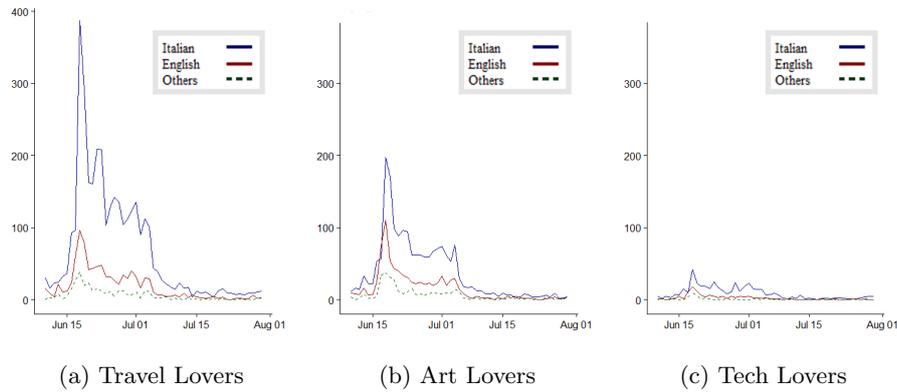 400
300
200
100
0
Jun 15
Jul 01
Jul 15
Aug 01
Italian
English
Others
(a) Travel Lovers
300
200
100
0
Jun 15
Jul 01
Jul 15
Aug 01
Italian
English
Others
(b) Art Lovers
300
200
100
0
Jun 15
Jul 01
Jul 15
Aug 01
Italian
English
Others
(c) Tech Lovers